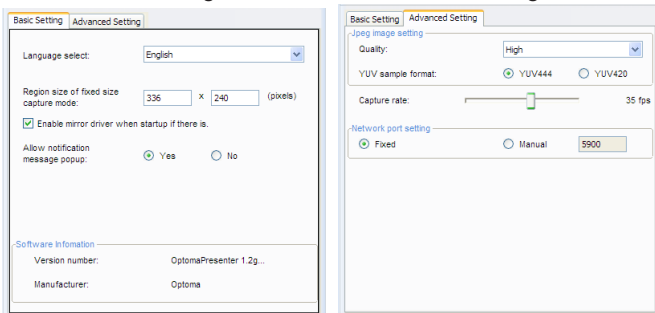 Basic Setting Advanced Setting
Language select: English
Region size of fixed size
capture mode: 336 x 240 (pixels)
Enable mirror driver when startup if there is.
Allow notification
message popup: Yes No
Software Infomation
Version number: OptomaPresenter 1.2g...
Manufacturer: Optoma
Basic Setting Advanced Setting
Jpeg image setting
Quality: High
YUV sample format: YUV444 YUV420
Capture rate: 35 fps
Network port setting
Fixed Manual 5900